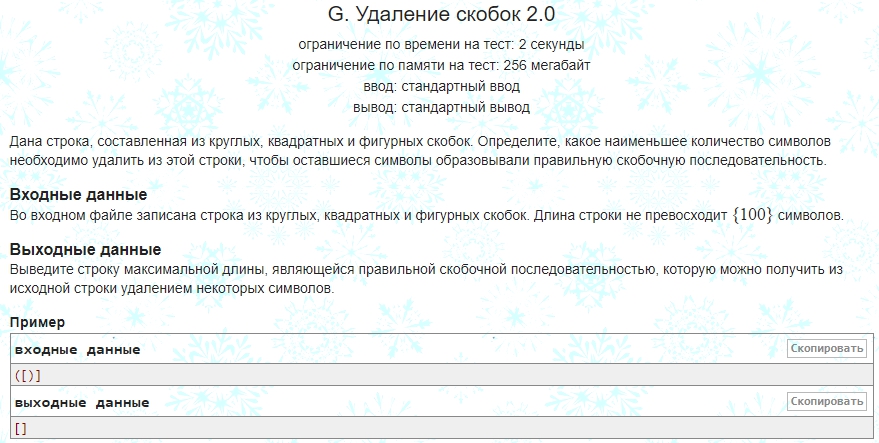 G. Удаление скобок 2.0
ограничение по времени на тест: 2 секунды
ограничение по памяти на тест: 256 мегабайт
ввод: стандартный ввод
вывод: стандартный вывод
Дана строка, составленная из круглых, квадратных и фигурных скобок. Определите, какое наименьшее количество символов
необходимо удалить из этой строки, чтобы оставшиеся символы образовывали правильную скобочную последовательность.
Входные данные
Во входном файле записана строка из круглых, квадратных и фигурных скобок. Длина строки не превосходит {100} символов.
Выходные данные
Выведите строку максимальной длины, являющейся правильной скобочной последовательностью, которую можно получить из
исходной строки удалением некоторых символов.
Пример
входные данные Скопировать
([)]
выходные данные Скопировать
[]